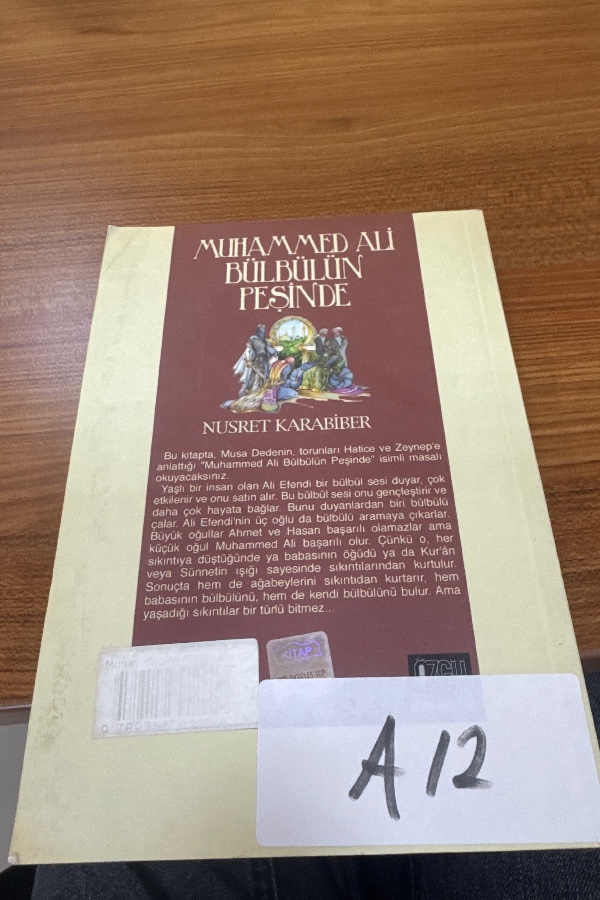 MUHAMMED ALİ
BÜLBÜLÜN
PEŞİNDE
NUSRET KARABİBER
Bu kitapta, Musa Dedenin, torunları Hatice ve Zeynep'e
anlattığı "Muhammed Ali Bülbülün Peşinde" isimli masalı
okuyacaksınız.
Yaşlı bir insan olan Ali Efendi bir bülbül sesi duyar, çok
etkilenir ve onu satın alır. Bu bülbül sesi onu gençleştirir ve
daha çok hayata bağlar. Bunu duyanlardan biri bülbülü
çalar. Ali Efendi'nin üç oğlu da bülbülü aramaya çıkarlar.
Büyük oğullar Ahmet ve Hasan başarılı olamazlar ama
küçük oğul Muhammed Ali başarılı olur. Çünkü o, her
sıkıntıya düştüğünde ya babasının öğüdü ya da Kur'ân
veya Sünnetin ışığı sayesinde sıkıntılarından kurtulur.
Sonuçta hem de ağabeylerini sıkıntıdan kurtarır, hem
babasının bülbülünü, hem de kendi bülbülünü bulur. Ama
yaşadığı sıkıntılar bir türlü bitmez...
KİTAP
ÖZGÜ
A 12